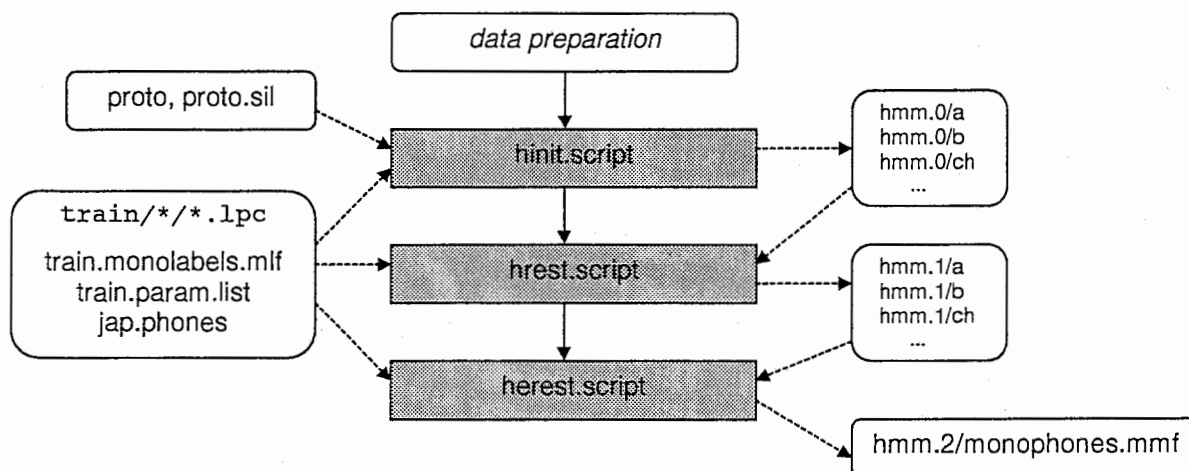 data preparation
proto, proto.sil
hinit.script
hmm.0/a
hmm.0/b
hmm.0/ch
...
train/*/*.lpc
train.monolabels.mlf
train.param.list
jap.phones
hrest.script
hmm.1/a
hmm.1/b
hmm.1/ch
...
herest.script
hmm.2/monophones.mmf